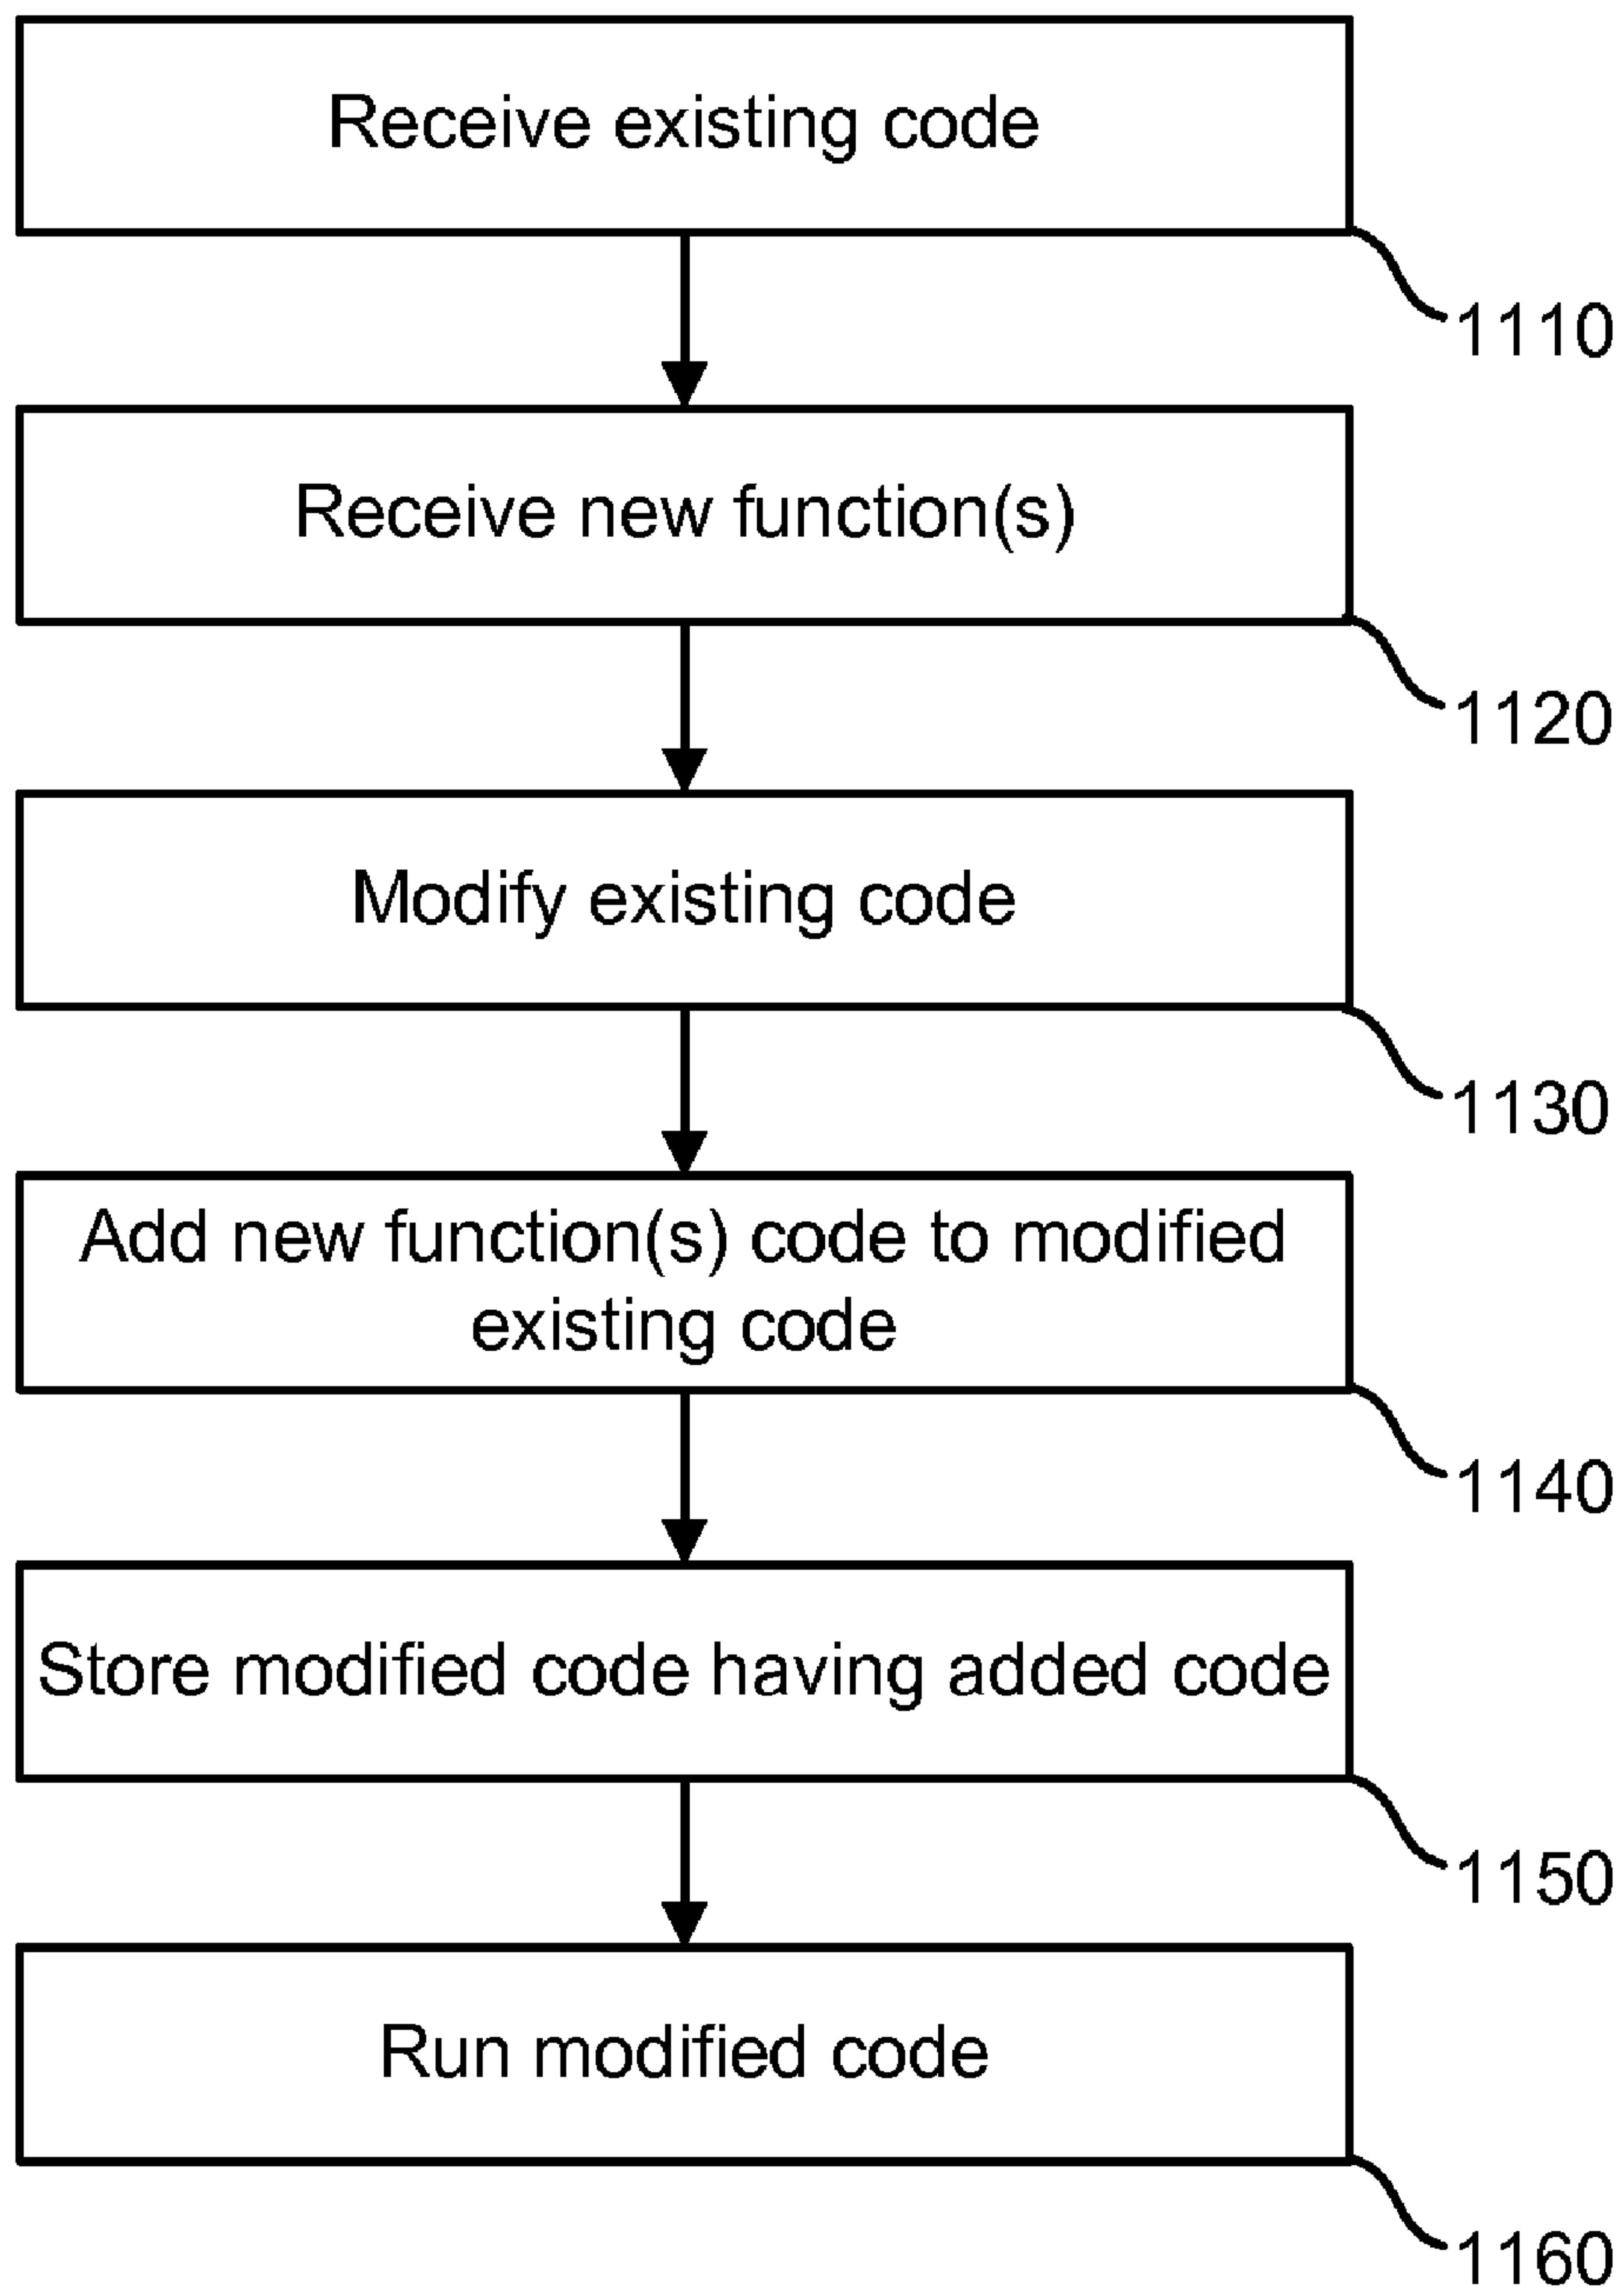 Receive existing code
1110
Receive new function(s)
1120
Modify existing code
1130
Add new function(s) code to modified
existing code
1140
Store modified code having added code
1150
Run modified code
1160